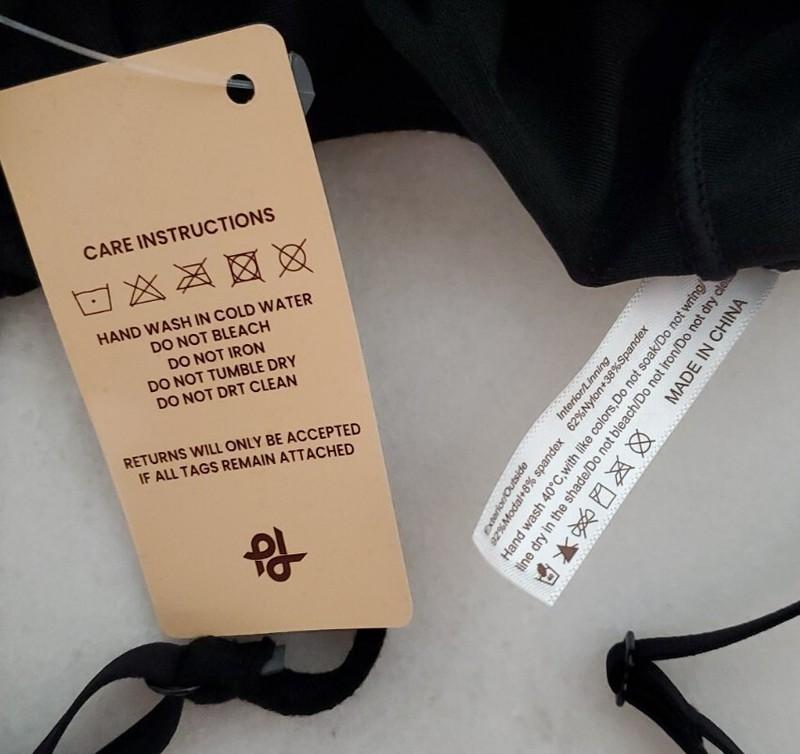 CARE INSTRUCTIONS
HAND WASH IN COLD WATER
DO NOT BLEACH
DO NOT IRON
DO NOT TUMBLE DRY
DO NOT DRT CLEAN
RETURNS WILL ONLY BE ACCEPTED
IF ALL TAGS REMAIN ATTACHED
Exterior/Outside
92%Modal+8% spandex
Interior/Linning
62%Nylon+38%Spandex
Hand wash 40°C,with like colors,Do not soak/Do not wring/
line dry in the shade/Do not bleach/Do not iron/Do not dry
MADE IN CHINA